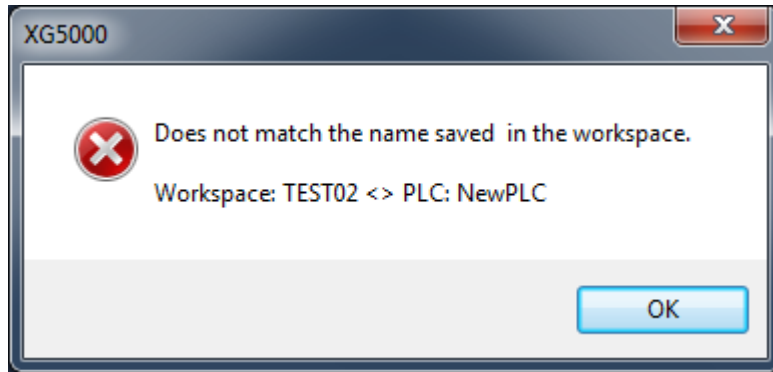 XG5000
Does not match the name saved  in the workspace.
Workspace: TEST02 <> PLC: NewPLC
OK